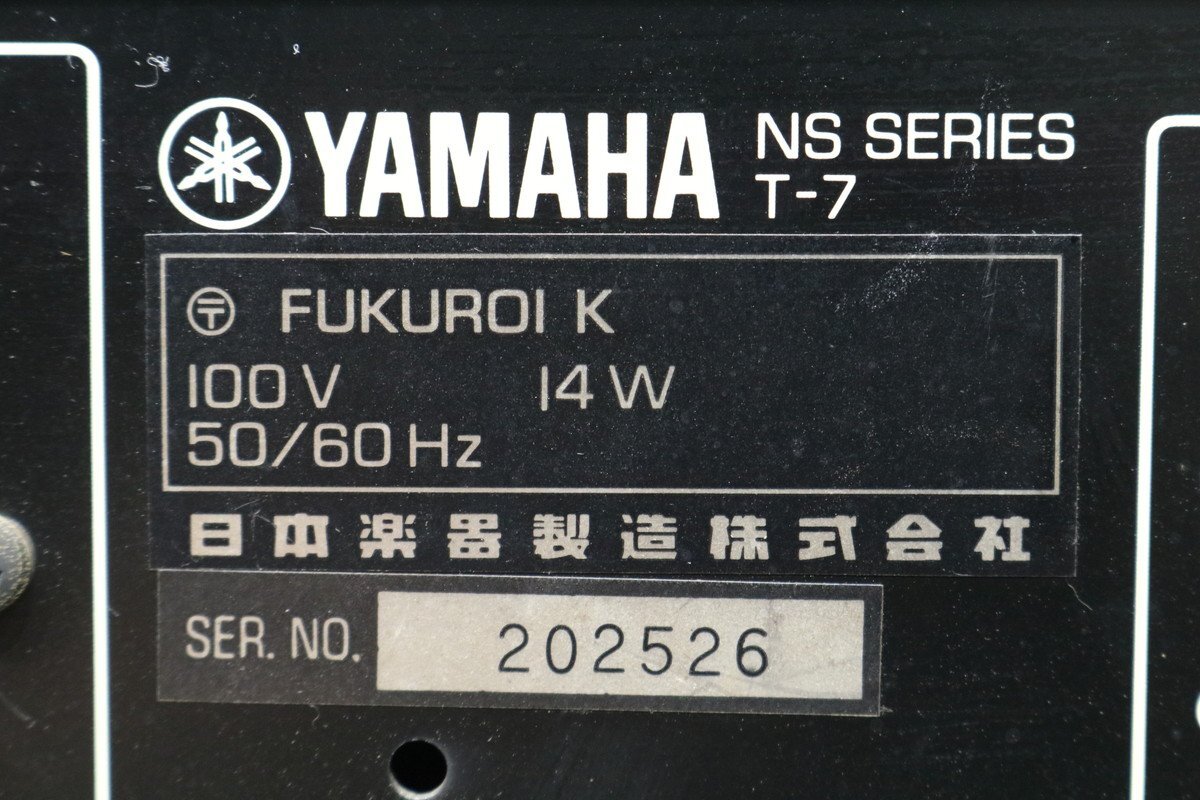 YAMAHA NS SERIES
T-7
〶 FUKUROI K
100 V 14 W
50/60 Hz
日本楽器製造株式会社
SER. NO. 202526